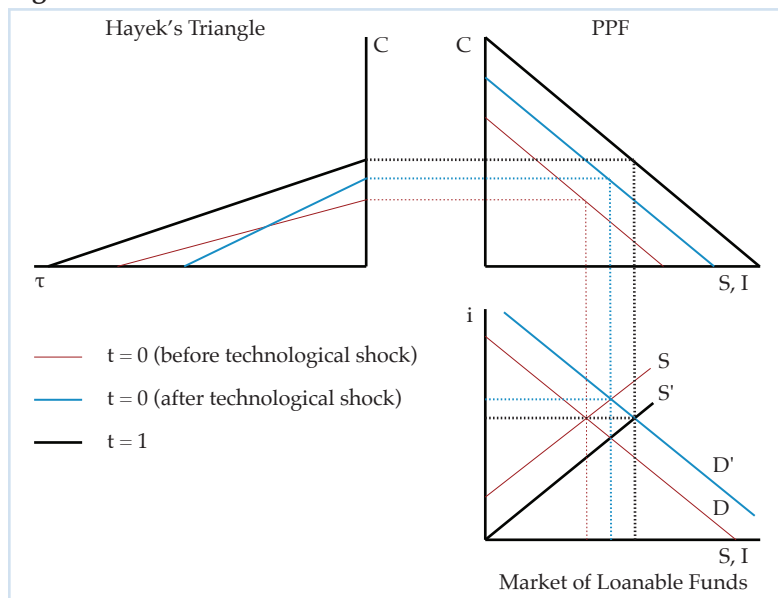 Hayek's Triangle
PPF
C
C
τ
S, I
i
t = 0 (before technological shock)
t = 0 (after technological shock)
t = 1
S
S'
D'
D
S, I
Market of Loanable Funds